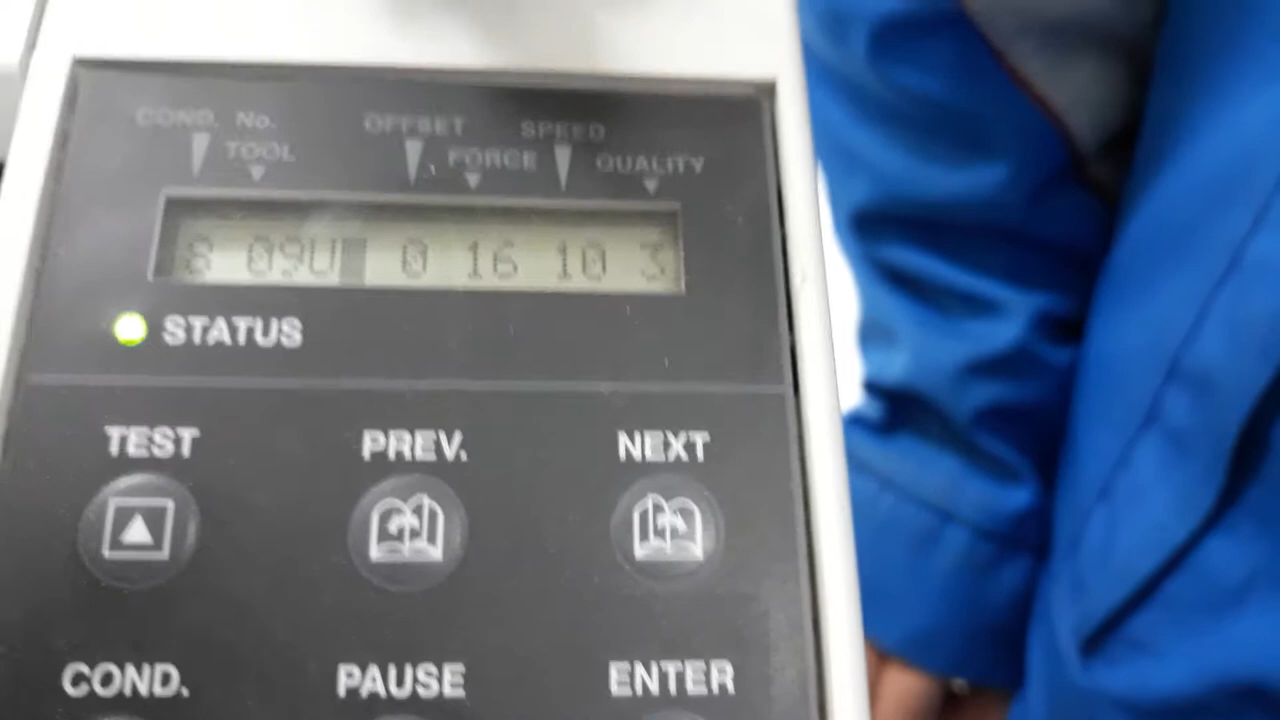 COND. No. OFFSET SPEED
TOOL FORCE QUALITY
8 09U 0 16 10 3
STATUS
TEST PREV. NEXT
COND. PAUSE ENTER